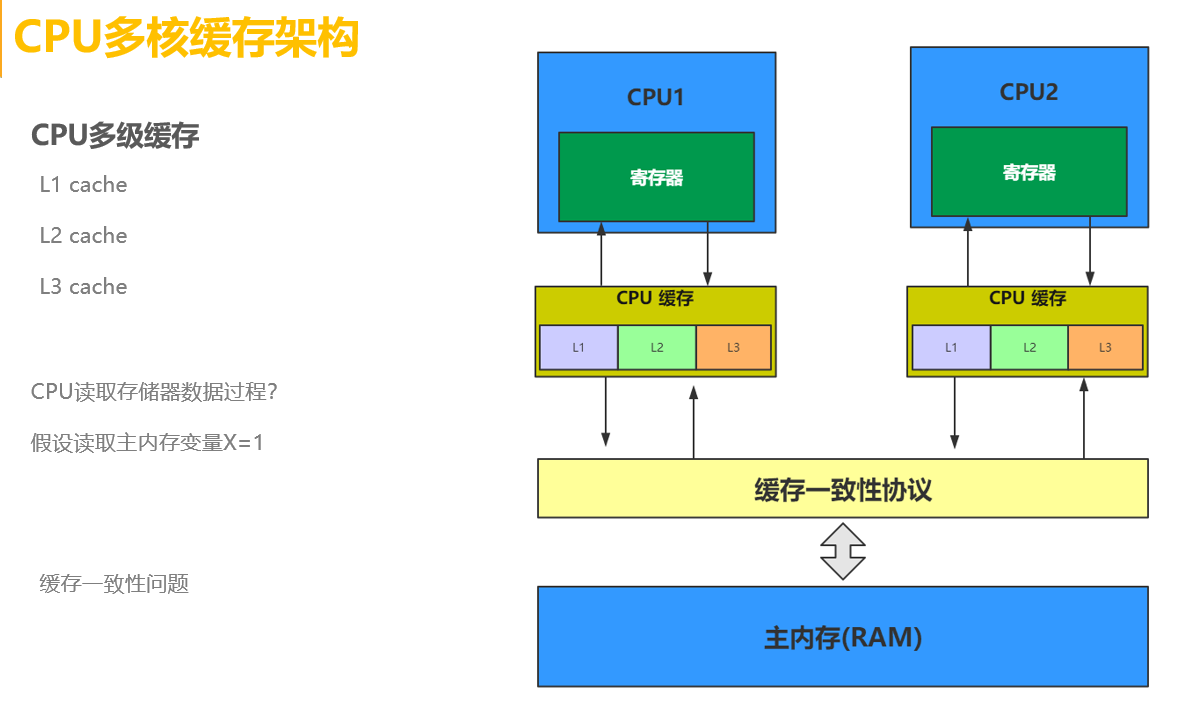 CPU多核缓存架构
CPU多级缓存
L1 cache
L2 cache
L3 cache
CPU读取存储器数据过程?
假设读取主内存变量X=1
缓存一致性问题
CPU1
寄存器
CPU 缓存
L1
L2
L3
CPU2
寄存器
CPU 缓存
L1
L2
L3
缓存一致性协议
主内存(RAM)